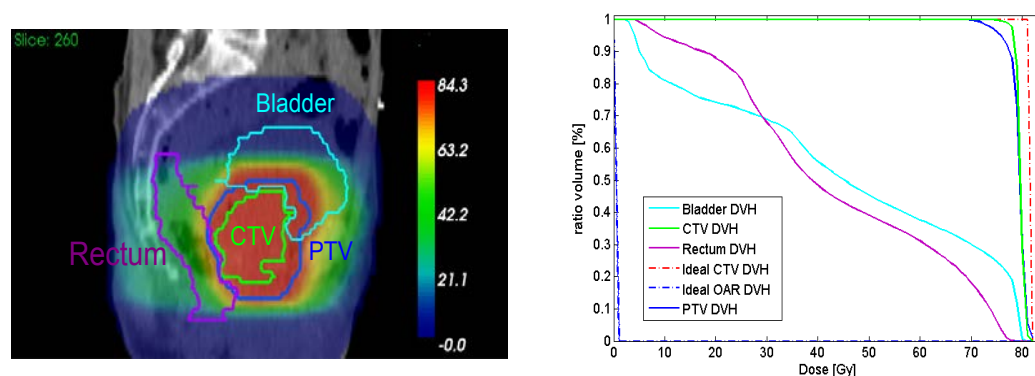 Slice: 260
Bladder
CTV
PTV
Rectum
84.3
63.2
42.2
21.1
-0.0
ratio volume [%]
1
0.9
0.8
0.7
0.6
0.5
0.4
0.3
0.2
0.1
0
0 10 20 30 40 50 60 70 80
Dose [Gy]
Bladder DVH
CTV DVH
Rectum DVH
Ideal CTV DVH
Ideal OAR DVH
PTV DVH